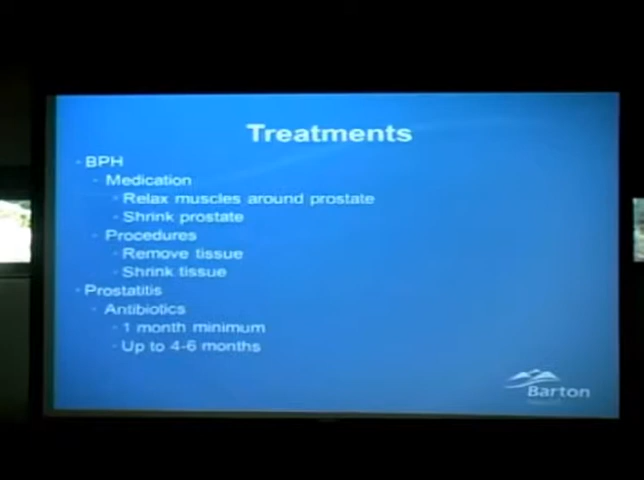 Treatments
BPH
- Medication
Relax muscles around prostate
Shrink prostate
- Procedures
Remove tissue
Shrink tissue
Prostatitis
Antibiotics
1 month minimum
Up to 4-6 months
Barton